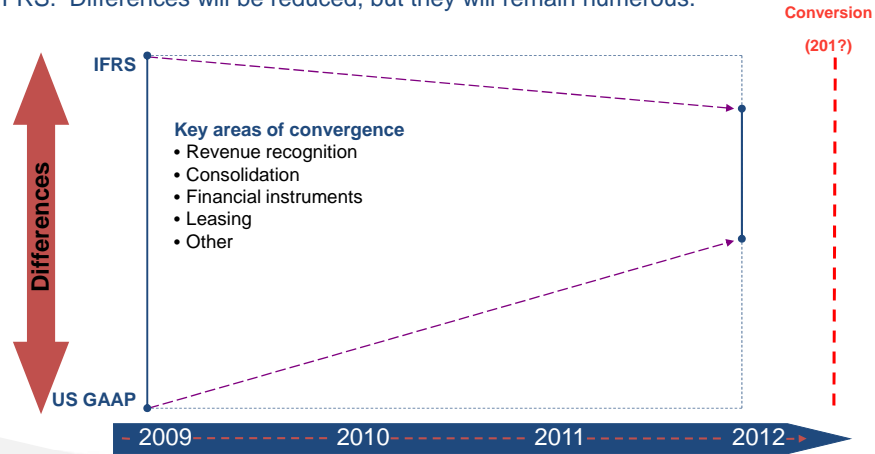 FRS. Differences will be reduced, but they will remain numerous.
Conversion
(201?)
IFRS
Key areas of convergence
• Revenue recognition
• Consolidation
• Financial instruments
• Leasing
• Other
Differences
US GAAP
2009 2010 2011 2012